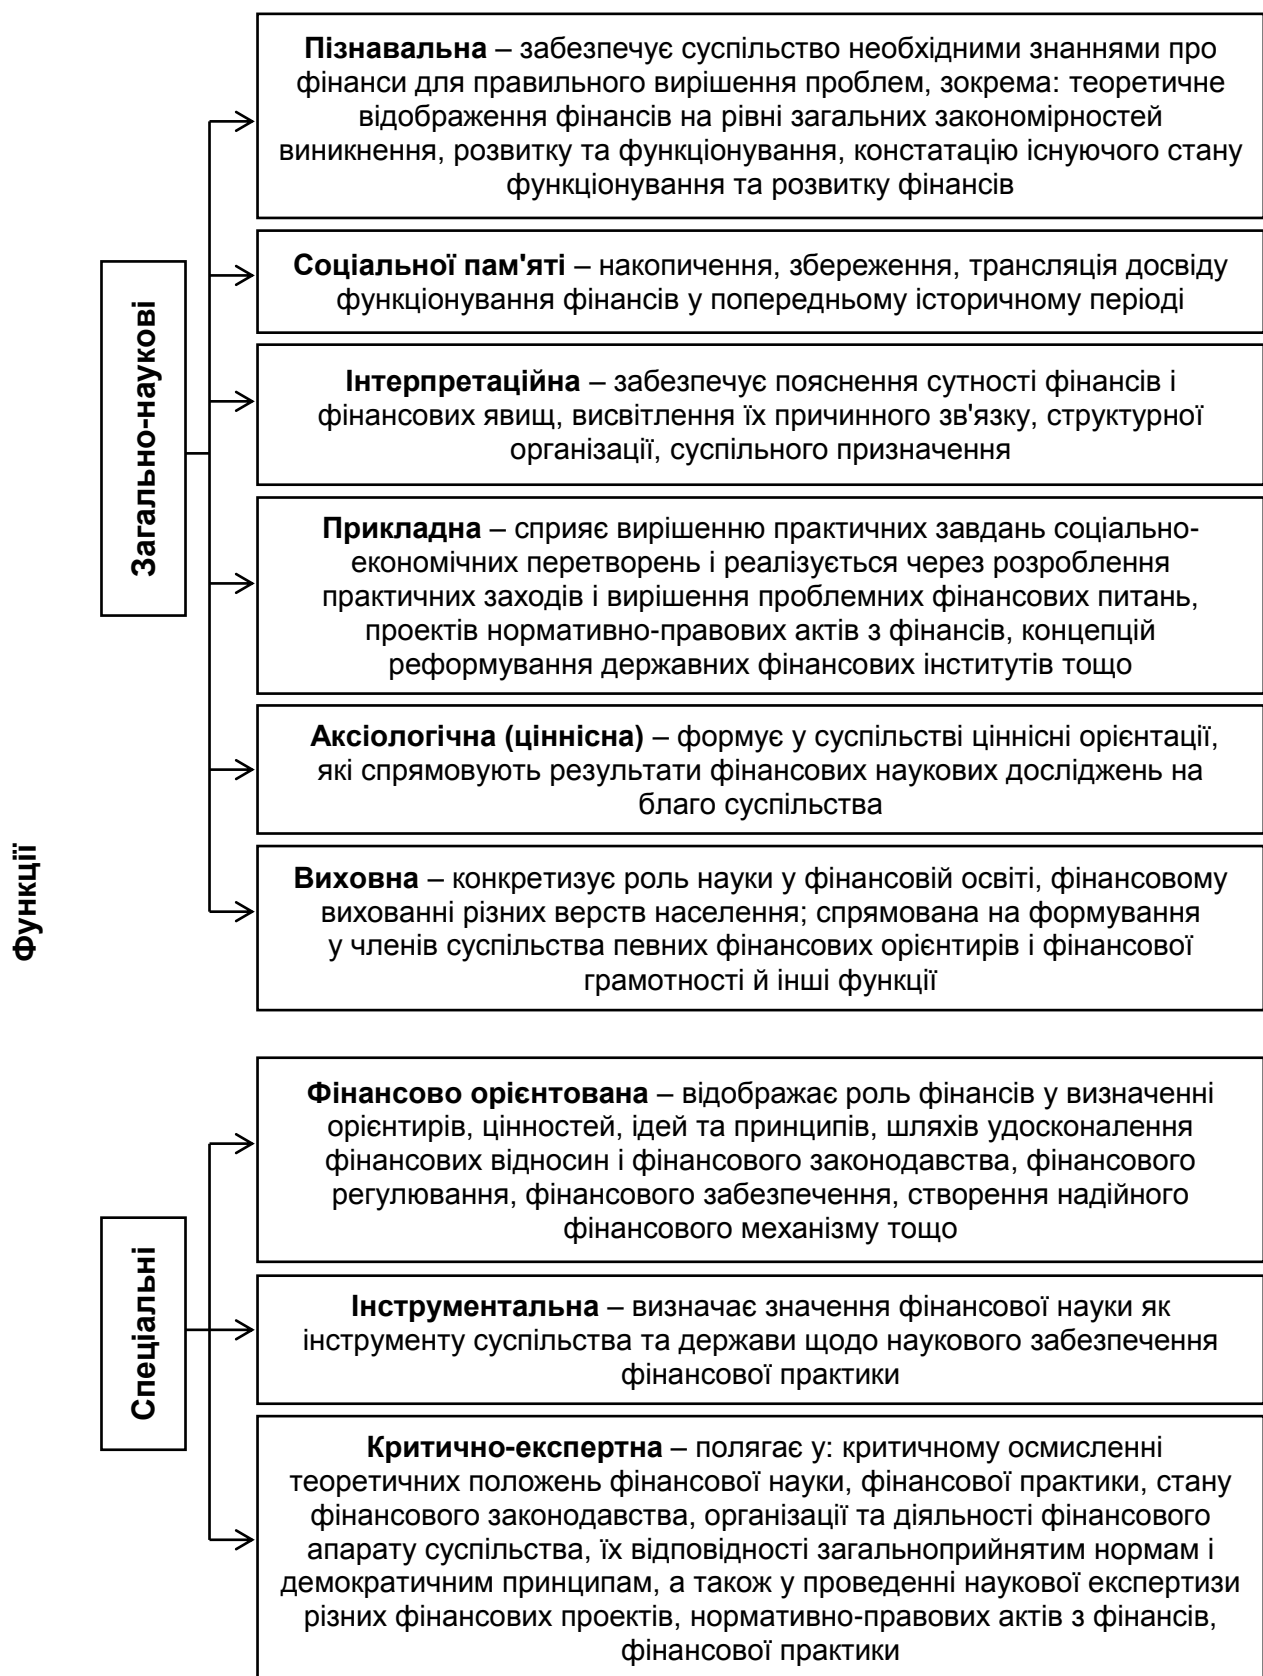 Функції
Загально-наукові
Пізнавальна – забезпечує суспільство необхідними знаннями про
фінанси для правильного вирішення проблем, зокрема: теоретичне
відображення фінансів на рівні загальних закономірностей
виникнення, розвитку та функціонування, констатацію існуючого стану
функціонування та розвитку фінансів
Соціальної пам'яті – накопичення, збереження, трансляція досвіду
функціонування фінансів у попередньому історичному періоді
Інтерпретаційна – забезпечує пояснення сутності фінансів і
фінансових явищ, висвітлення їх причинного зв'язку, структурної
організації, суспільного призначення
Прикладна – сприяє вирішенню практичних завдань соціально-
економічних перетворень і реалізується через розроблення
практичних заходів і вирішення проблемних фінансових питань,
проектів нормативно-правових актів з фінансів, концепцій
реформування державних фінансових інститутів тощо
Аксіологічна (ціннісна) – формує у суспільстві ціннісні орієнтації,
які спрямовують результати фінансових наукових досліджень на
благо суспільства
Виховна – конкретизує роль науки у фінансовій освіті, фінансовому
вихованні різних верств населення; спрямована на формування
у членів суспільства певних фінансових орієнтирів і фінансової
грамотності й інші функції
Спеціальні
Фінансово орієнтована – відображає роль фінансів у визначенні
орієнтирів, цінностей, ідей та принципів, шляхів удосконалення
фінансових відносин і фінансового законодавства, фінансового
регулювання, фінансового забезпечення, створення надійного
фінансового механізму тощо
Інструментальна – визначає значення фінансової науки як
інструменту суспільства та держави щодо наукового забезпечення
фінансової практики
Критично-експертна – полягає у: критичному осмисленні
теоретичних положень фінансової науки, фінансової практики, стану
фінансового законодавства, організації та діяльності фінансового
апарату суспільства, їх відповідності загальноприйнятим нормам і
демократичним принципам, а також у проведенні наукової експертизи
різних фінансових проектів, нормативно-правових актів з фінансів,
фінансової практики